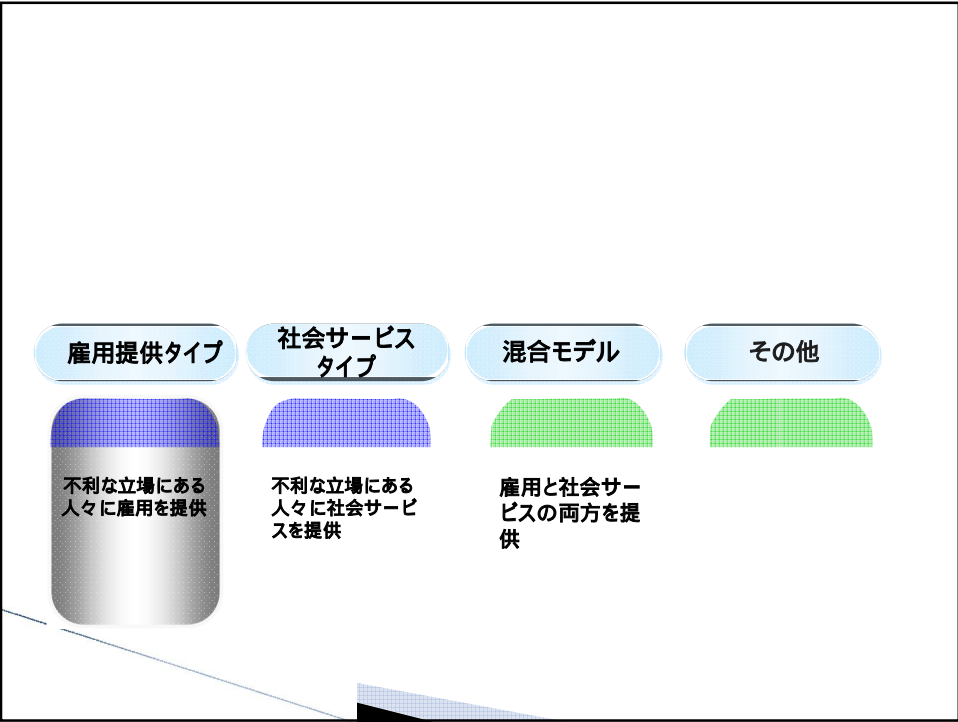 雇用提供タイプ
社会サービス
タイプ
混合モデル
その他
不利な立場にある
人々に雇用を提供
不利な立場にある
人々に社会サービ
スを提供
雇用と社会サー
ビスの両方を提
供